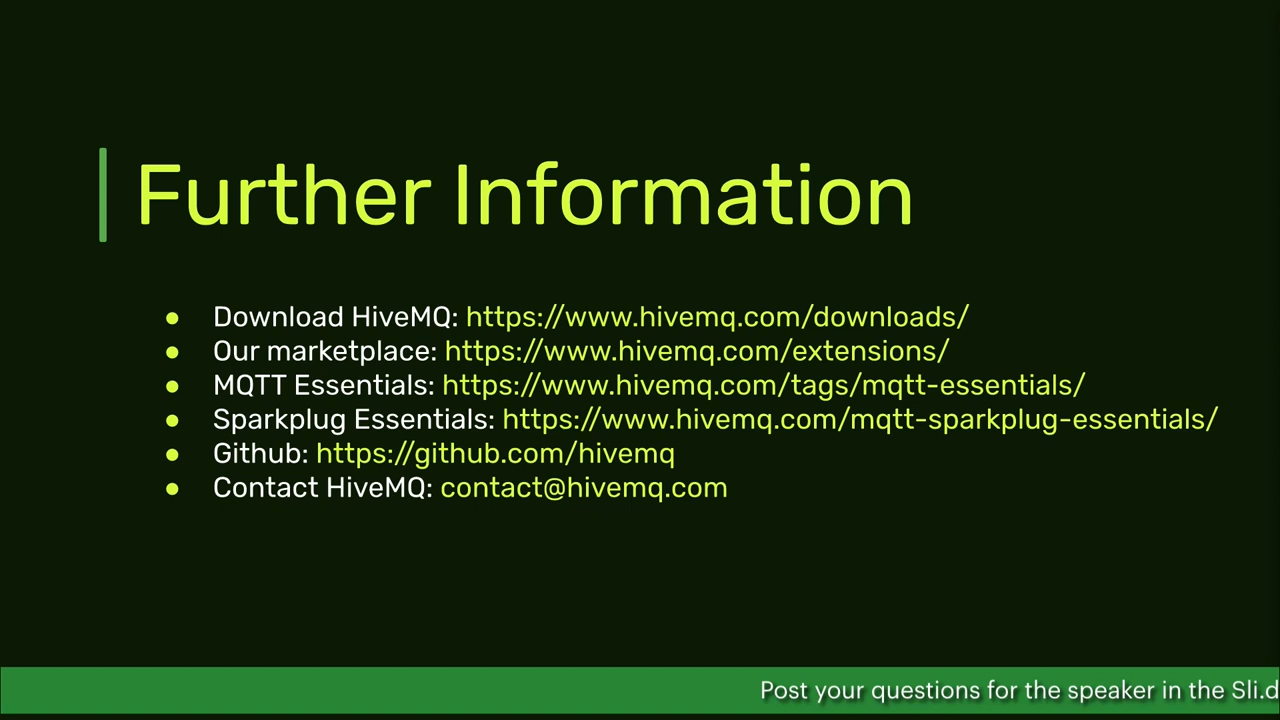 Further Information
● Download HiveMQ: https://www.hivemq.com/downloads/
● Our marketplace: https://www.hivemq.com/extensions/
● MQTT Essentials: https://www.hivemq.com/tags/mqtt-essentials/
● Sparkplug Essentials: https://www.hivemq.com/mqtt-sparkplug-essentials/
● Github: https://github.com/hivemq
● Contact HiveMQ: contact@hivemq.com
Post your questions for the speaker in the Sli.d